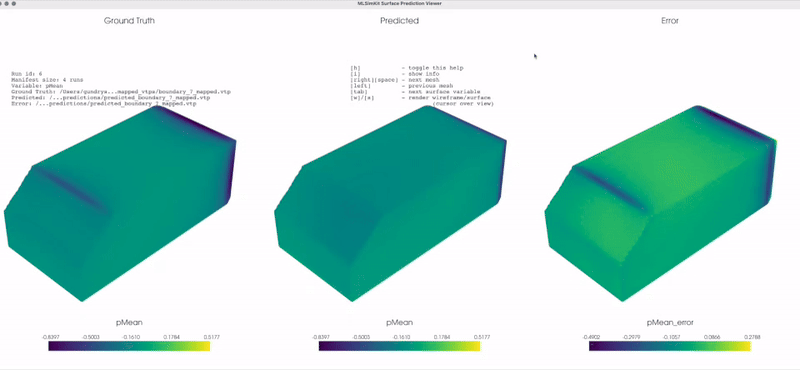 MLSimKit Surface Prediction Viewer
Ground Truth
Predicted
Error
Run id: 6
Manifest size: 4 runs
Variable: pMean
Ground Truth: /Users/gundrys...mapped_vtps/boundary_7_mapped.vtp
Predicted: /...predictions/predicted_boundary_7_mapped.vtp
Error: /...predictions/predicted_boundary_7_mapped.vtp
[h] - toggle this help
[i] - show info
[right][space] - next mesh
[left] - previous mesh
[tab] - next surface variable
[w]/[s] - render wireframe/surface
(cursor over view)
pMean
-0.8397 -0.5003 -0.1610 0.1784 0.5177
pMean
-0.8397 -0.5003 -0.1610 0.1784 0.5177
pMean_error
-0.4902 -0.2979 -0.1057 0.0866 0.2788